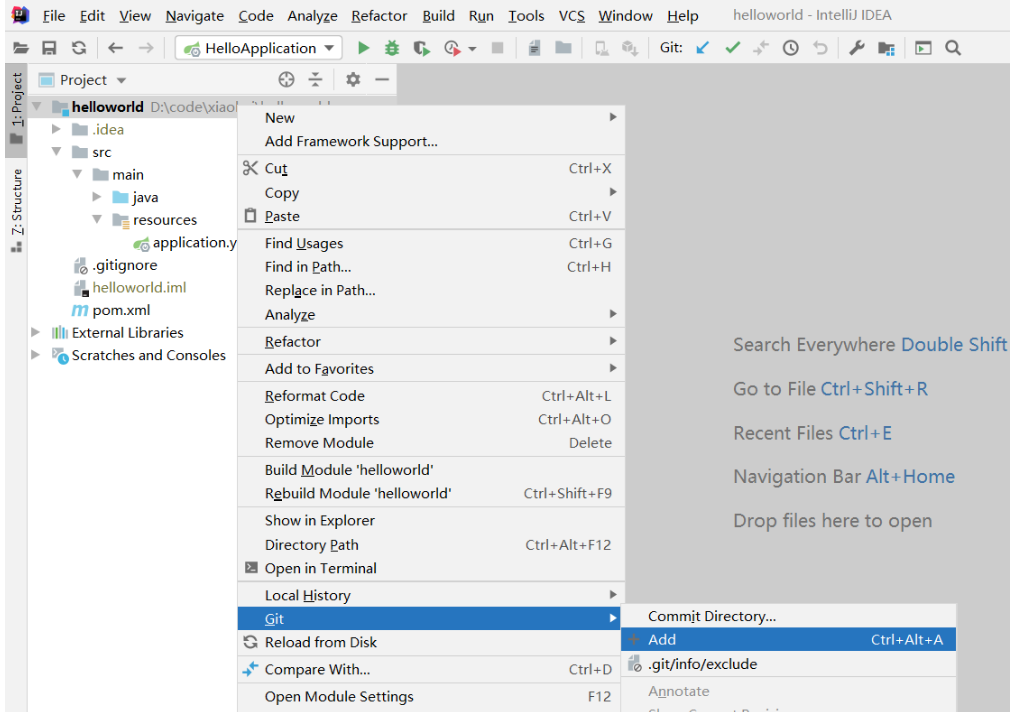 File Edit View Navigate Code Analyze Refactor Build Run Tools VCS Window Help helloworld - IntelliJ IDEA
HelloApplication Git:
1: Project
Z: Structure
Project
helloworld D:\code\xiao
.idea
src
main
java
resources
application.y
.gitignore
helloworld.iml
pom.xml
External Libraries
Scratches and Consoles
New
Add Framework Support...
Cut Ctrl+X
Copy
Paste Ctrl+V
Find Usages Ctrl+G
Find in Path... Ctrl+H
Replace in Path...
Analyze
Refactor
Add to Favorites
Reformat Code Ctrl+Alt+L
Optimize Imports Ctrl+Alt+O
Remove Module Delete
Build Module 'helloworld'
Rebuild Module 'helloworld' Ctrl+Shift+F9
Show in Explorer
Directory Path Ctrl+Alt+F12
Open in Terminal
Local History
Git
Reload from Disk
Compare With... Ctrl+D
Open Module Settings F12
Commit Directory...
Add Ctrl+Alt+A
.git/info/exclude
Annotate
Search Everywhere Double Shift
Go to File Ctrl+Shift+R
Recent Files Ctrl+E
Navigation Bar Alt+Home
Drop files here to open